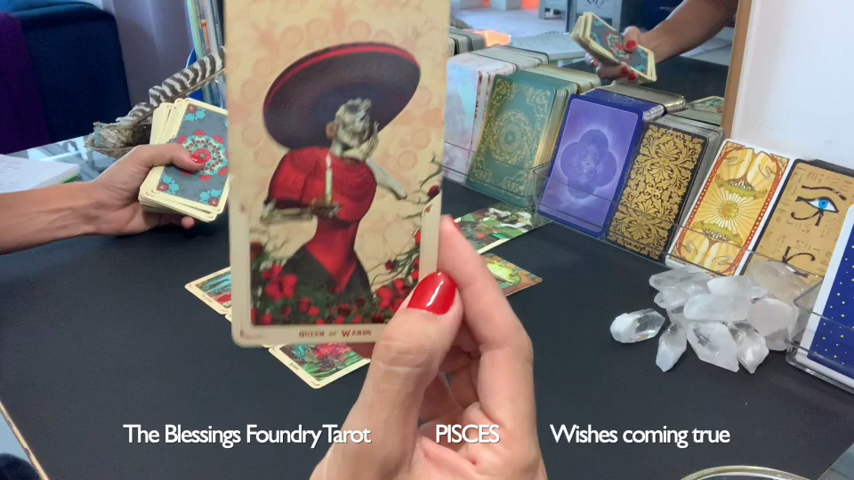 QUEEN OF WANDS
The Blessings Foundry Tarot PISCES Wishes coming true